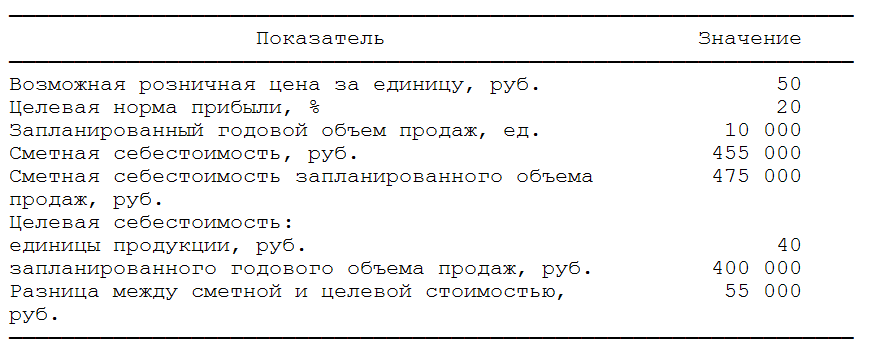 Показатель Значение
Возможная розничная цена за единицу, руб. 50
Целевая норма прибыли, % 20
Запланированный годовой объем продаж, ед. 10 000
Сметная себестоимость, руб. 455 000
Сметная себестоимость запланированного объема 475 000
продаж, руб.
Целевая себестоимость:
единицы продукции, руб. 40
запланированного годового объема продаж, руб. 400 000
Разница между сметной и целевой стоимостью, 55 000
руб.